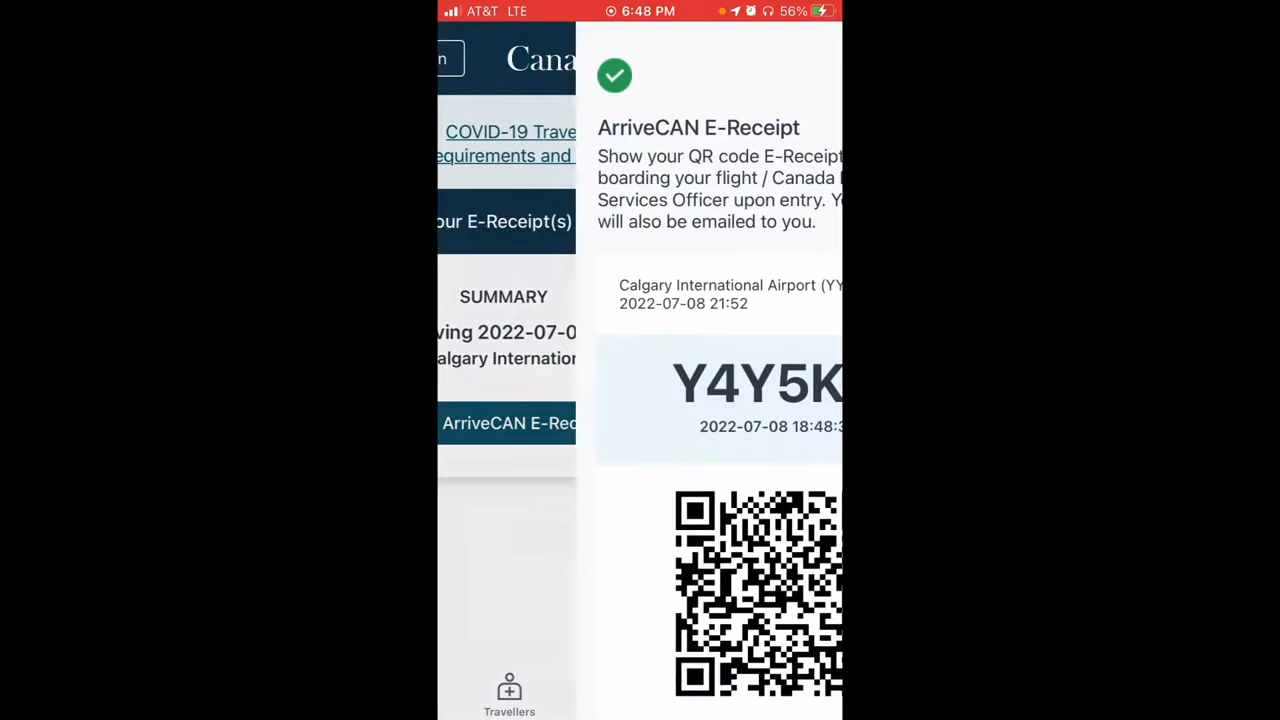 AT&T LTE
6:48 PM
56%
n
Cana
COVID-19 Trave
equirements and
our E-Receipt(s)
SUMMARY
ving 2022-07-0
algary Internation
ArriveCAN E-Rec
Travellers
ArriveCAN E-Receipt
Show your QR code E-Receipt
boarding your flight / Canada
Services Officer upon entry. Y
will also be emailed to you.
Calgary International Airport (YY
2022-07-08 21:52
Y4Y5K
2022-07-08 18:48:3